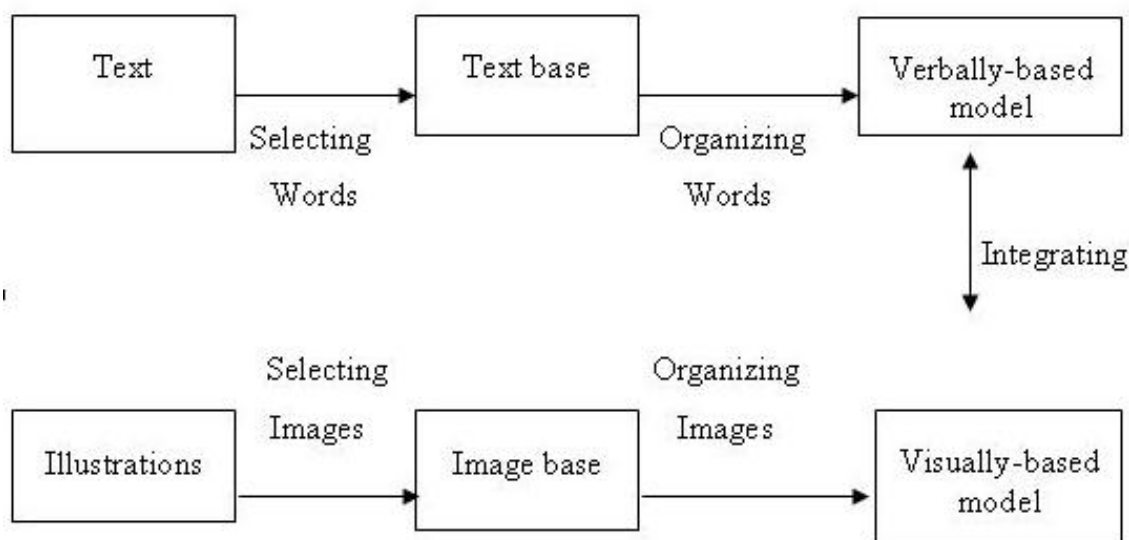 Text
Text base
Verbally-based
model
Selecting
Words
Organizing
Words
Integrating
Selecting
Images
Organizing
Images
Illustrations
Image base
Visually-based
model